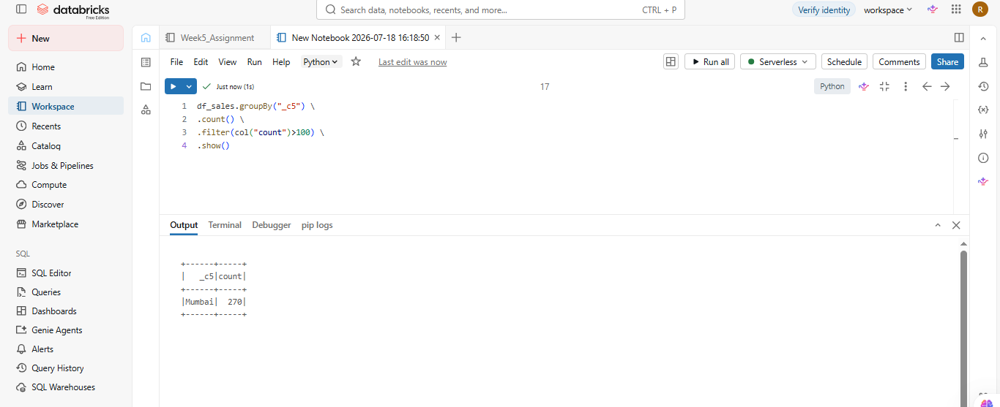 databricks
Free Edition
Search data, notebooks, recents, and more...
CTRL + P
Verify identity
workspace
R
New
Home
Learn
Workspace
Recents
Catalog
Jobs & Pipelines
Compute
Discover
Marketplace
SQL
SQL Editor
Queries
Dashboards
Genie Agents
Alerts
Query History
SQL Warehouses
Week5_Assignment
New Notebook 2026-07-18 16:18:50
File Edit View Run Help Python Last edit was now
Run all
Serverless
Schedule
Comments
Share
Just now (1s)
17
Python
1 df_sales.groupBy("_c5") \
2 .count() \
3 .filter(col("count")>100) \
4 .show()
Output Terminal Debugger pip logs
+------+-----+
|   _c5|count|
+------+-----+
|Mumbai|  270|
+------+-----+